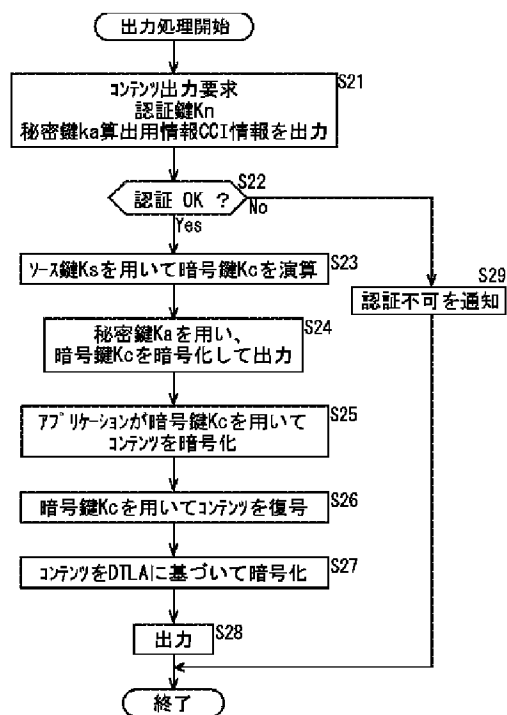 出力処理開始
S21
コンテンツ出力要求
認証鍵Kn
秘密鍵ka算出用情報CCI情報を出力
S22
認証 OK ?
No
Yes
S23
ソース鍵Ksを用いて暗号鍵Kcを演算
S29
認証不可を通知
S24
秘密鍵Kaを用い、
暗号鍵Kcを暗号化して出力
S25
アプリケーションが暗号鍵Kcを用いて
コンテンツを暗号化
S26
暗号鍵Kcを用いてコンテンツを復号
S27
コンテンツをDTLAに基づいて暗号化
S28
出力
終了